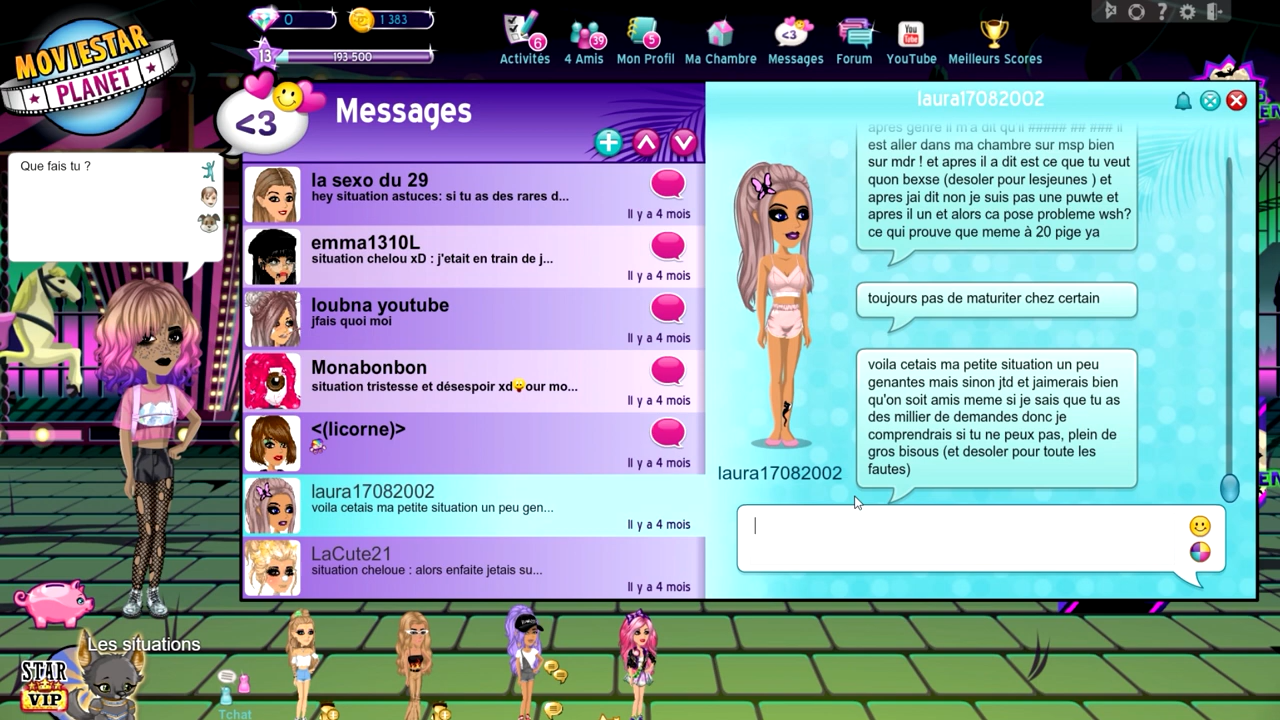 0
1 383
13
193 500
6
39
5
<3
You
Tube
Activités
4 Amis
Mon Profil
Ma Chambre
Messages
Forum
YouTube
Meilleurs Scores
MOVIESTAR
PLANET
Que fais tu ?
<3
Messages
la sexo du 29
hey situation astuces: si tu as des rares d...
Il y a 4 mois
emma1310L
situation chelou xD : j'etait en train de j...
Il y a 4 mois
loubna youtube
jfais quoi moi
Il y a 4 mois
Monabonbon
situation tristesse et désespoir xd our mo...
Il y a 4 mois
<(licorne)>
Il y a 4 mois
laura17082002
voila cetais ma petite situation un peu gen...
Il y a 4 mois
LaCute21
situation cheloue : alors enfaite jetais su...
Il y a 4 mois
laura17082002
apres genre il m'a dit qu'il ##### ## ### il
est aller dans ma chambre sur msp bien
sur mdr ! et apres il a dit est ce que tu veut
quon bexse (desoler pour lesjeunes ) et
apres jai dit non je suis pas une puwte et
apres il un et alors ca pose probleme wsh?
ce qui prouve que meme à 20 pige ya
toujours pas de maturiter chez certain
voila cetais ma petite situation un peu
genantes mais sinon jtd et jaimerais bien
qu'on soit amis meme si je sais que tu as
des millier de demandes donc je
comprendrais si tu ne peux pas, plein de
gros bisous (et desoler pour toute les
fautes)
laura17082002
Les situations
STAR
VIP
Tchat